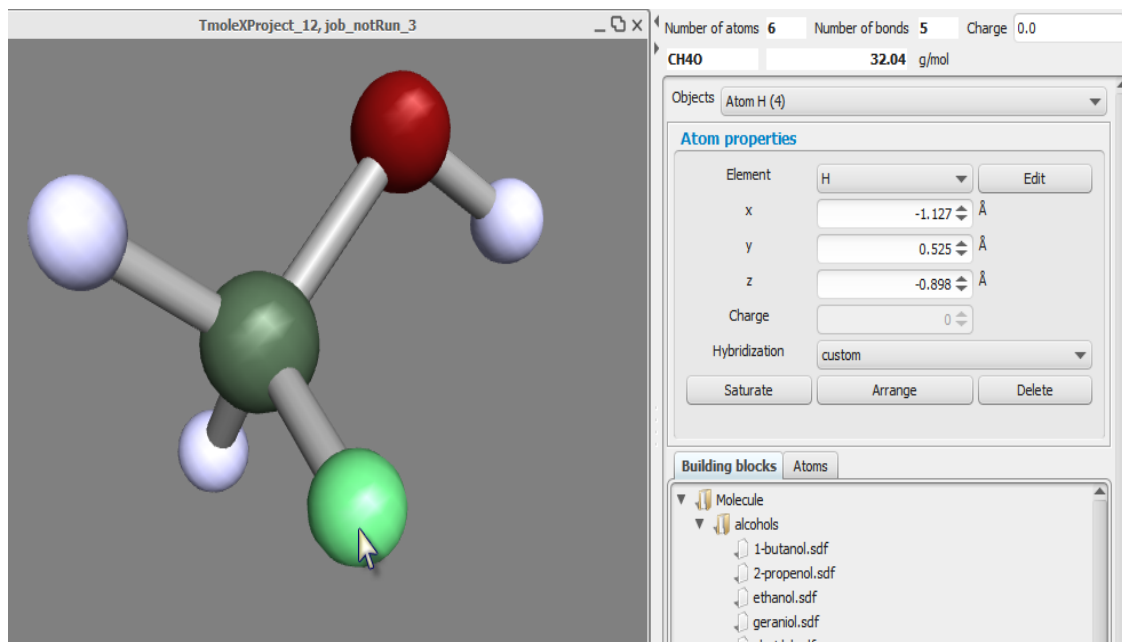 TmoleXProject_12, job_notRun_3
Number of atoms 6 Number of bonds 5 Charge 0.0
CH4O 32.04 g/mol
Objects Atom H (4)
Atom properties
Element H Edit
x -1.127 Å
y 0.525 Å
z -0.898 Å
Charge 0
Hybridization custom
Saturate Arrange Delete
Building blocks Atoms
Molecule
alcohols
1-butanol.sdf
2-propenol.sdf
ethanol.sdf
geraniol.sdf